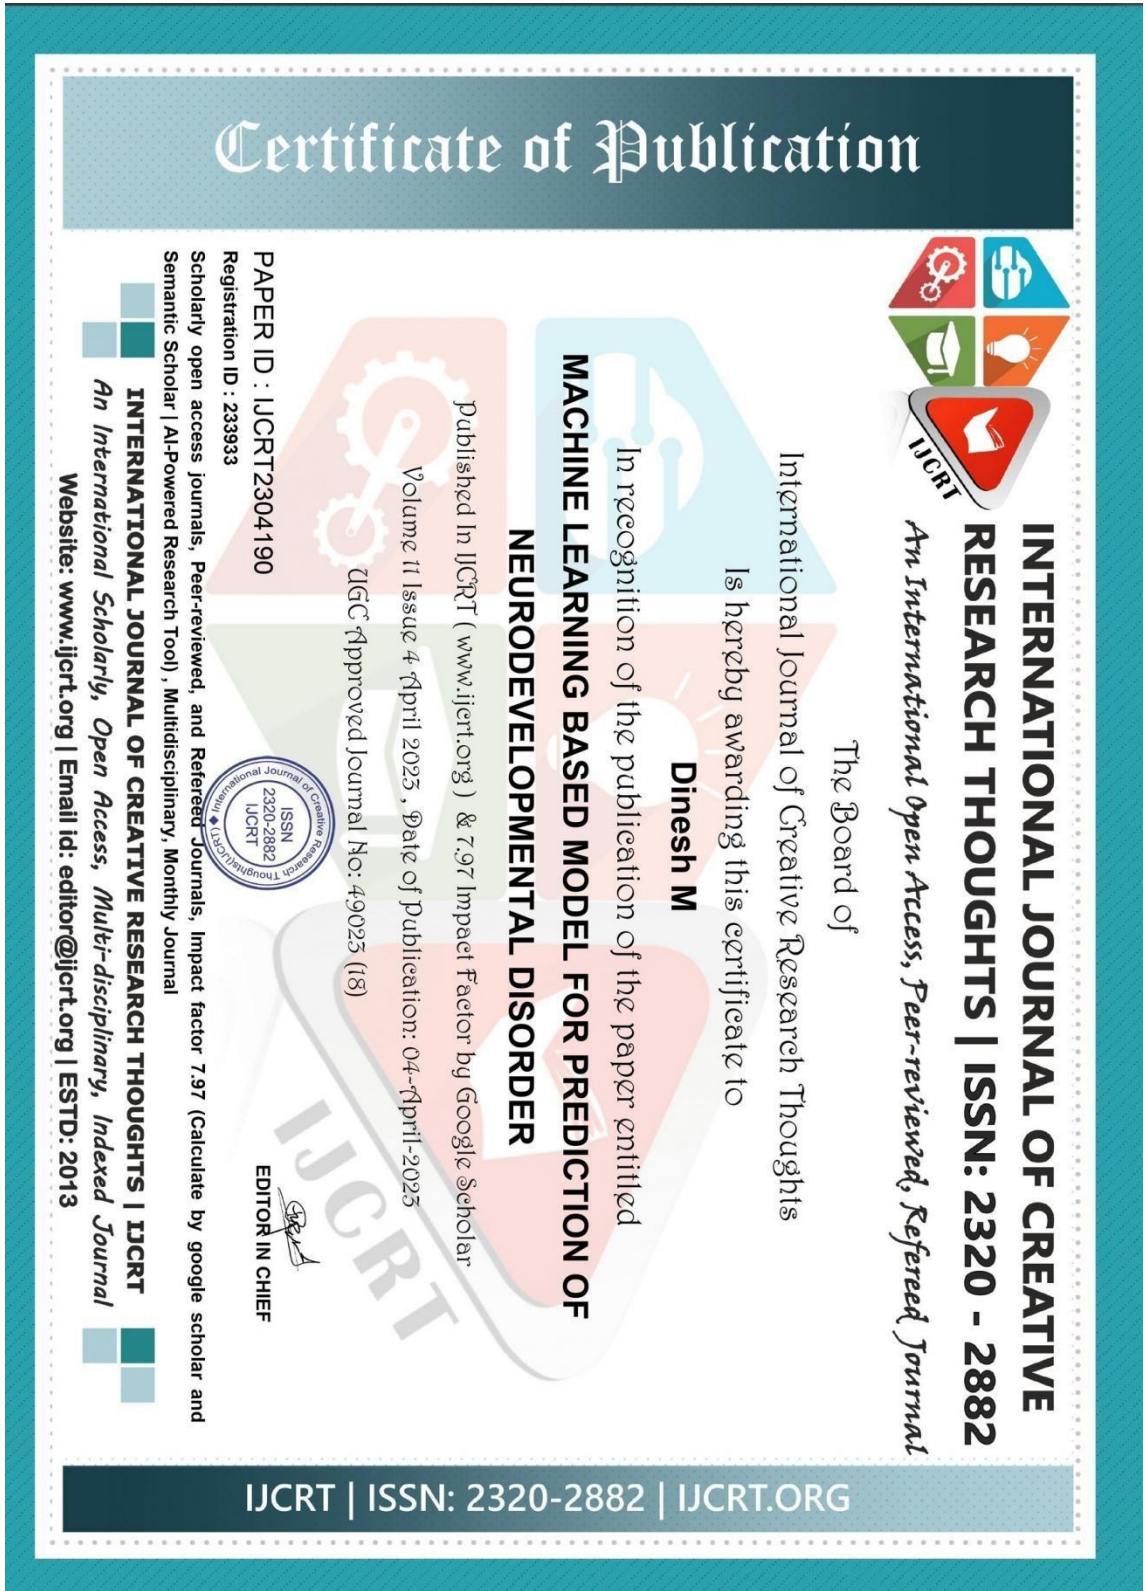 Certificate of Publication
INTERNATIONAL JOURNAL OF CREATIVE
RESEARCH THOUGHTS | ISSN: 2320 - 2882
An International Open Access, Peer-reviewed, Refereed Journal
IJCRT
The Board of
International Journal of Creative Research Thoughts
Is hereby awarding this certificate to
Dinesh M
In recognition of the publication of the paper entitled
MACHINE LEARNING BASED MODEL FOR PREDICTION OF
NEURODEVELOPMENTAL DISORDER
Published In IJCRT ( www.ijcrt.org ) & 7.97 Impact Factor by Google Scholar
Volume 11 Issue 4 April 2023 , Date of Publication: 04-April-2023
UGC Approved Journal No: 49023 (18)
IJCRT
International Journal of Creative Research Thoughts(IJCRT)
ISSN
2320-2882
IJCRT
EDITOR IN CHIEF
PAPER ID : IJCRT2304190
Registration ID : 233933
Scholarly open access journals, Peer-reviewed, and Refereed Journals, Impact factor 7.97 (Calculate by google scholar and
Semantic Scholar | AI-Powered Research Tool) , Multidisciplinary, Monthly Journal
INTERNATIONAL JOURNAL OF CREATIVE RESEARCH THOUGHTS | IJCRT
An International Scholarly, Open Access, Multi-disciplinary, Indexed Journal
Website: www.ijcrt.org | Email id: editor@ijcrt.org | ESTD: 2013
IJCRT | ISSN: 2320-2882 | IJCRT.ORG